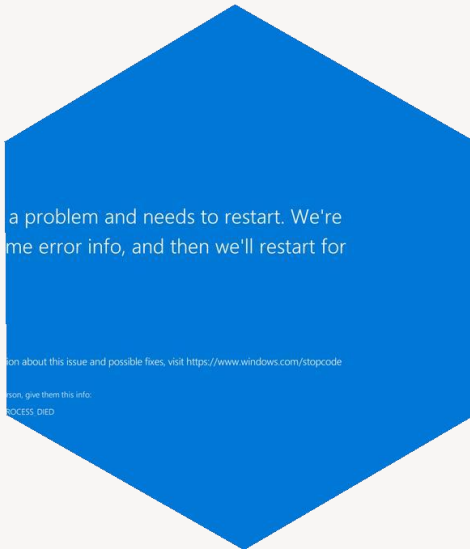 a problem and needs to restart. We're
me error info, and then we'll restart for
ion about this issue and possible fixes, visit https://www.windows.com/stopcode
rson, give them this info:
ROCESS DIED